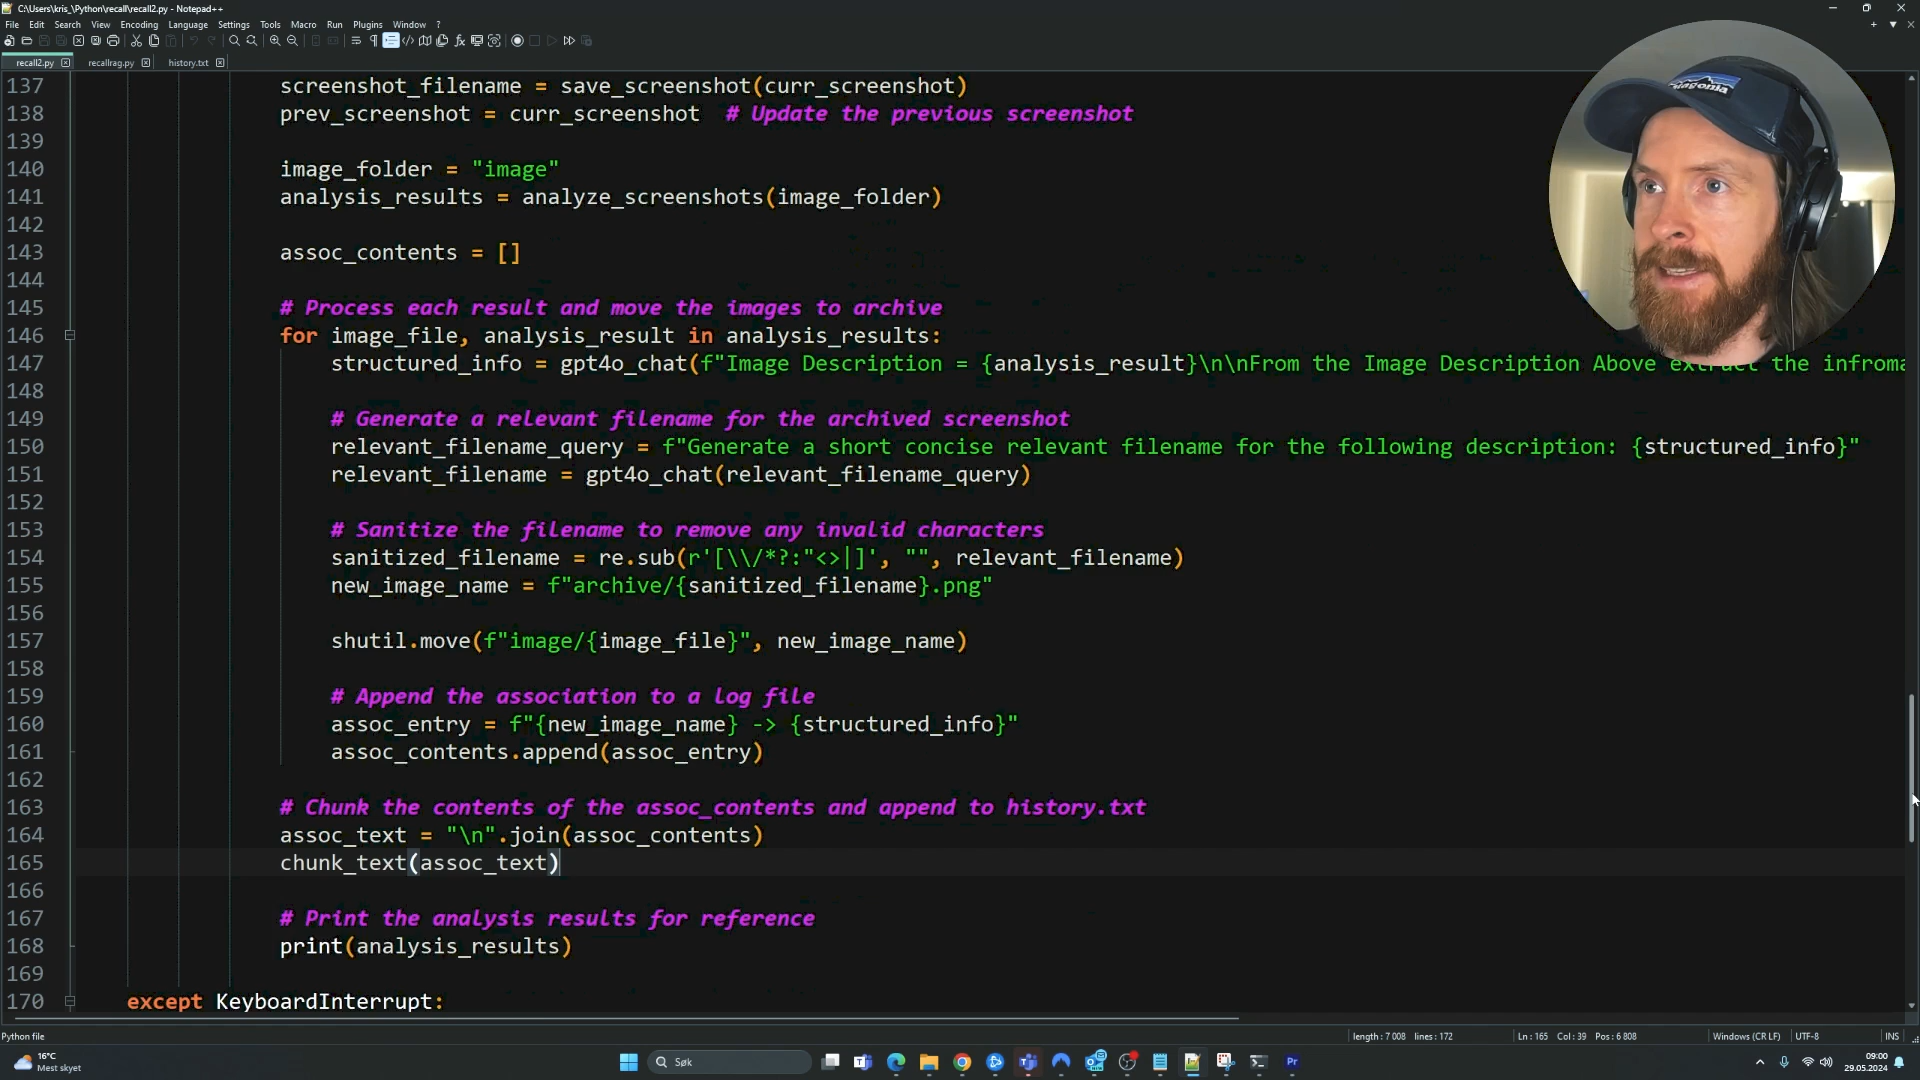 C:\Users\kris_\Python\recall\recall2.py - Notepad++
File Edit Search View Encoding Language Settings Tools Macro Run Plugins Window ?
recall2.py recallrag.py history.txt
patagonia
137 screenshot_filename = save_screenshot(curr_screenshot)
138 prev_screenshot = curr_screenshot  # Update the previous screenshot
139
140 image_folder = "image"
141 analysis_results = analyze_screenshots(image_folder)
142
143 assoc_contents = []
144
145 # Process each result and move the images to archive
146 for image_file, analysis_result in analysis_results:
147 structured_info = gpt4o_chat(f"Image Description = {analysis_result}\n\nFrom the Image Description Above extract the infroma
148
149 # Generate a relevant filename for the archived screenshot
150 relevant_filename_query = f"Generate a short concise relevant filename for the following description: {structured_info}"
151 relevant_filename = gpt4o_chat(relevant_filename_query)
152
153 # Sanitize the filename to remove any invalid characters
154 sanitized_filename = re.sub(r'[\\/*?:"<>|]', "", relevant_filename)
155 new_image_name = f"archive/{sanitized_filename}.png"
156
157 shutil.move(f"image/{image_file}", new_image_name)
158
159 # Append the association to a log file
160 assoc_entry = f"{new_image_name} -> {structured_info}"
161 assoc_contents.append(assoc_entry)
162
163 # Chunk the contents of the assoc_contents and append to history.txt
164 assoc_text = "\n".join(assoc_contents)
165 chunk_text(assoc_text)
166
167 # Print the analysis results for reference
168 print(analysis_results)
169
170 except KeyboardInterrupt:
Python file length : 7 008 lines : 172 Ln : 165 Col : 39 Pos : 6 808 Windows (CR LF) UTF-8 INS
16°C
Mest skyet
Søk
Pr
09:00
29.05.2024